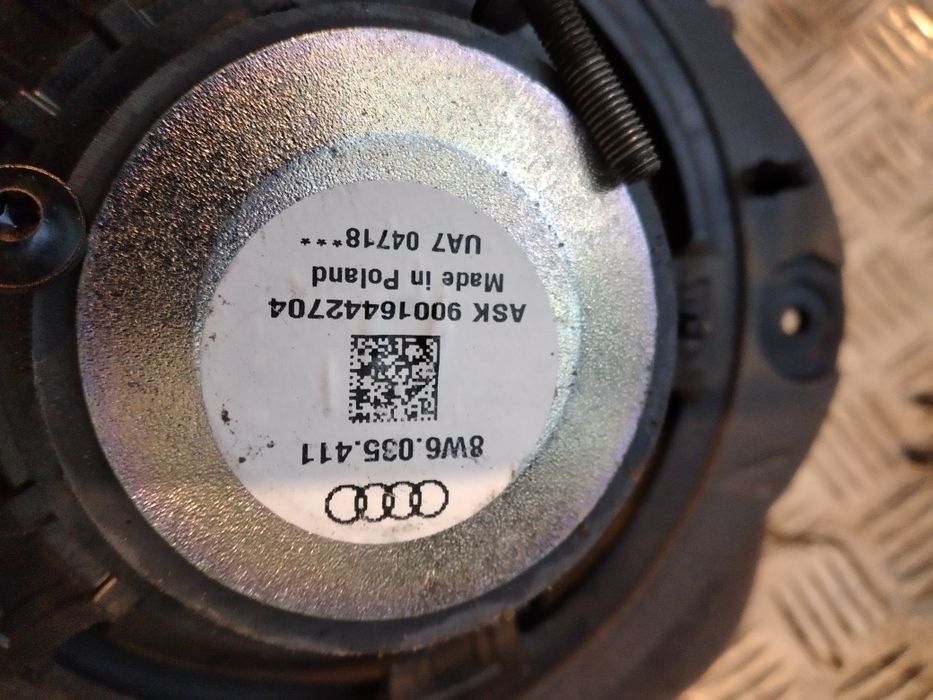 8W6.035.411
ASK 90016442704
Made in Poland
UA7 04718***